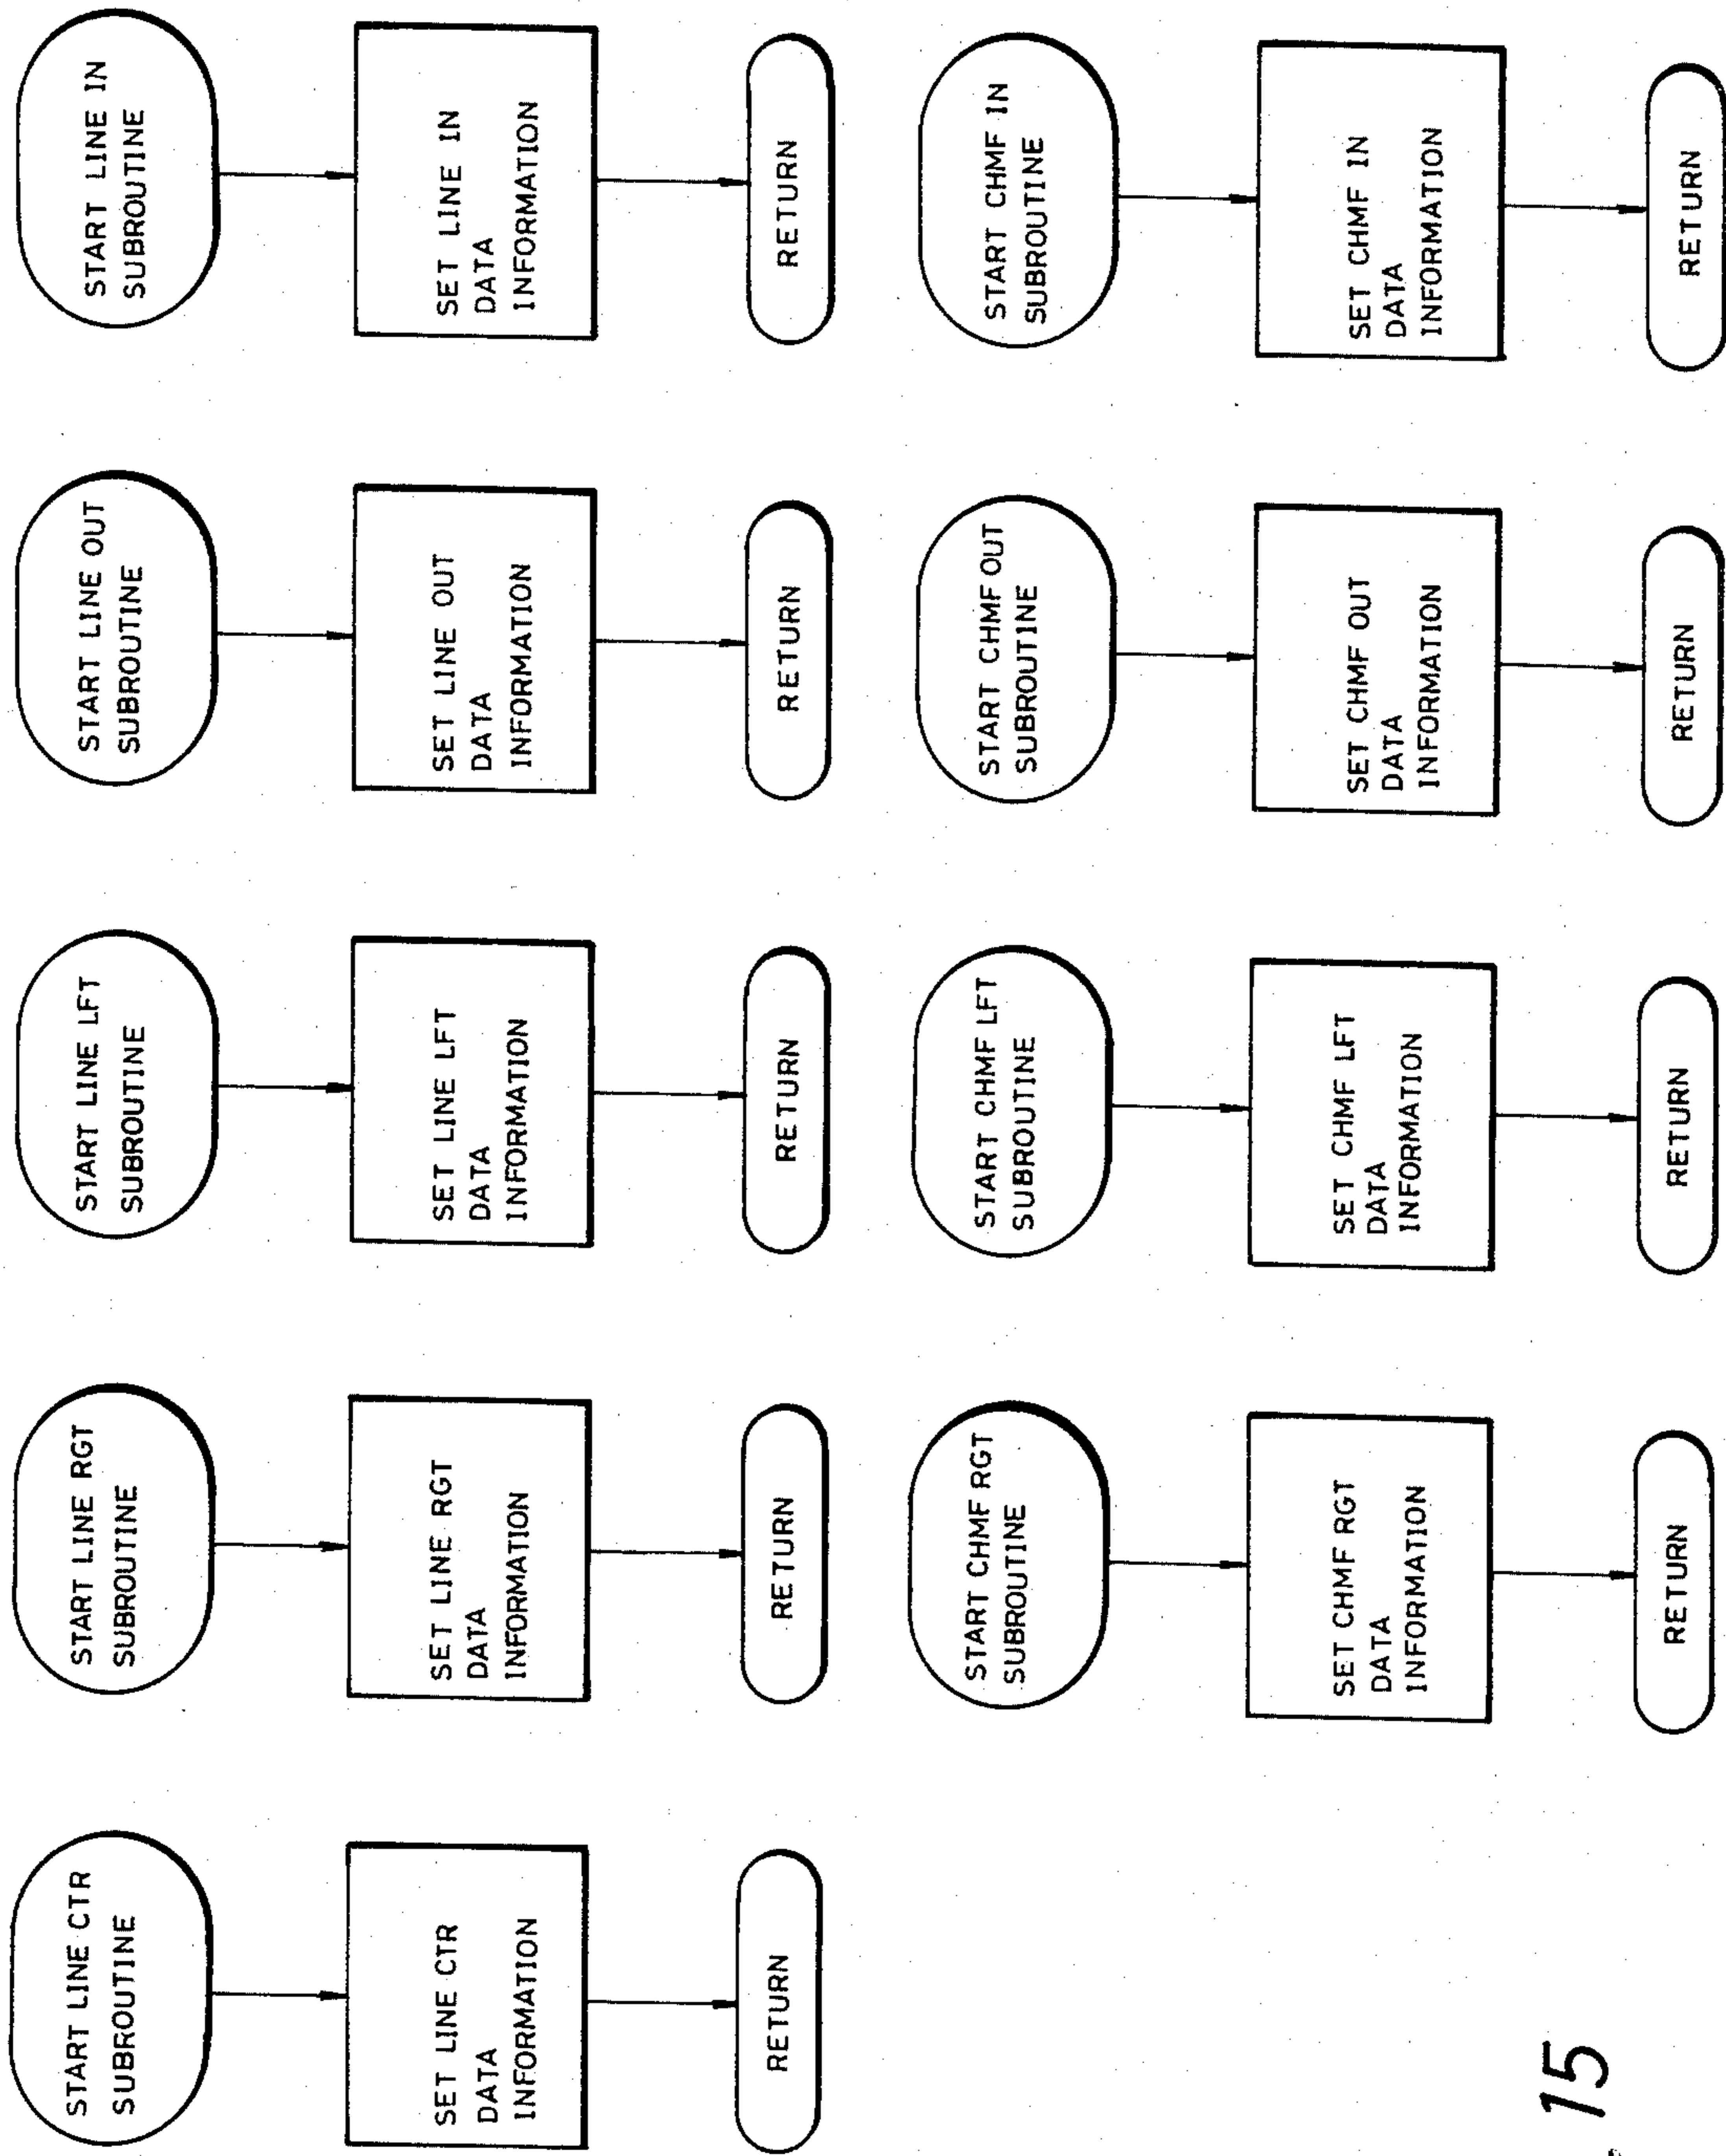 START LINE CTR
SUBROUTINE
SET LINE CTR
DATA
INFORMATION
RETURN
START LINE RGT
SUBROUTINE
SET LINE RGT
DATA
INFORMATION
RETURN
START LINE LFT
SUBROUTINE
SET LINE LFT
DATA
INFORMATION
RETURN
START LINE OUT
SUBROUTINE
SET LINE OUT
DATA
INFORMATION
RETURN
START LINE IN
SUBROUTINE
SET LINE IN
DATA
INFORMATION
RETURN
START CHMF RGT
SUBROUTINE
SET CHMF RGT
DATA
INFORMATION
RETURN
START CHMF LFT
SUBROUTINE
SET CHMF LFT
DATA
INFORMATION
RETURN
START CHMF OUT
SUBROUTINE
SET CHMF OUT
DATA
INFORMATION
RETURN
START CHMF IN
SUBROUTINE
SET CHMF IN
DATA
INFORMATION
RETURN
15